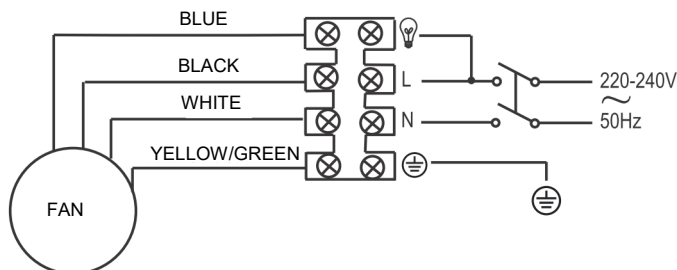 BLUE
BLACK
WHITE
YELLOW/GREEN
FAN
L
N
220-240V
~
50Hz